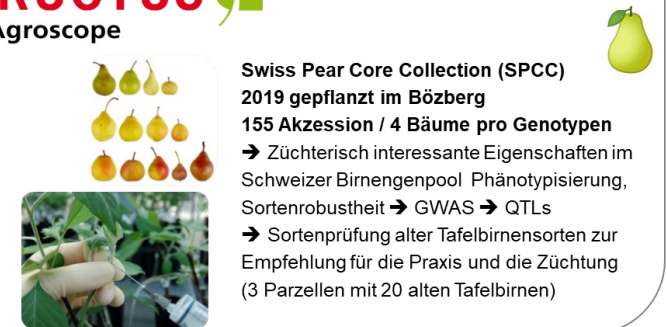 Agroscope
Swiss Pear Core Collection (SPCC)
2019 gepflanzt im Bözberg
155 Akzession / 4 Bäume pro Genotypen
➔ Züchterisch interessante Eigenschaften im
Schweizer Birnengenpool Phänotypisierung,
Sortenrobustheit ➔ GWAS ➔ QTLs
➔ Sortenprüfung alter Tafelbirnensorten zur
Empfehlung für die Praxis und die Züchtung
(3 Parzellen mit 20 alten Tafelbirnen)